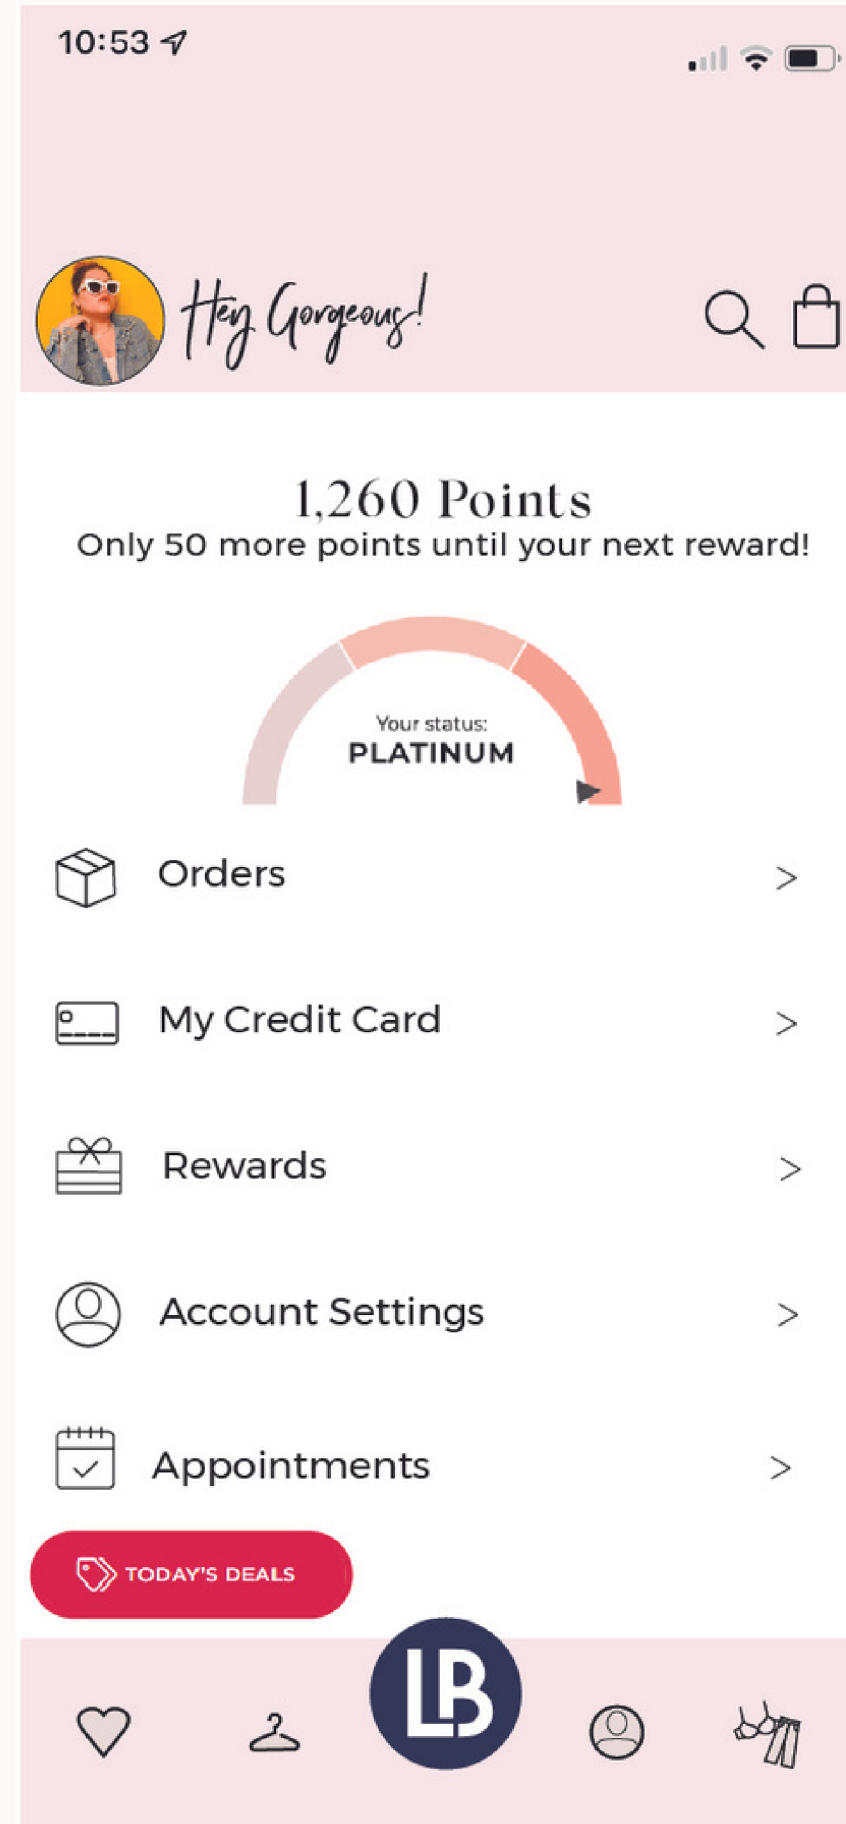 10:53
Hey Gorgeous!
1,260 Points
Only 50 more points until your next reward!
Your status:
PLATINUM
Orders >
My Credit Card >
Rewards >
Account Settings >
Appointments >
TODAY'S DEALS
LB